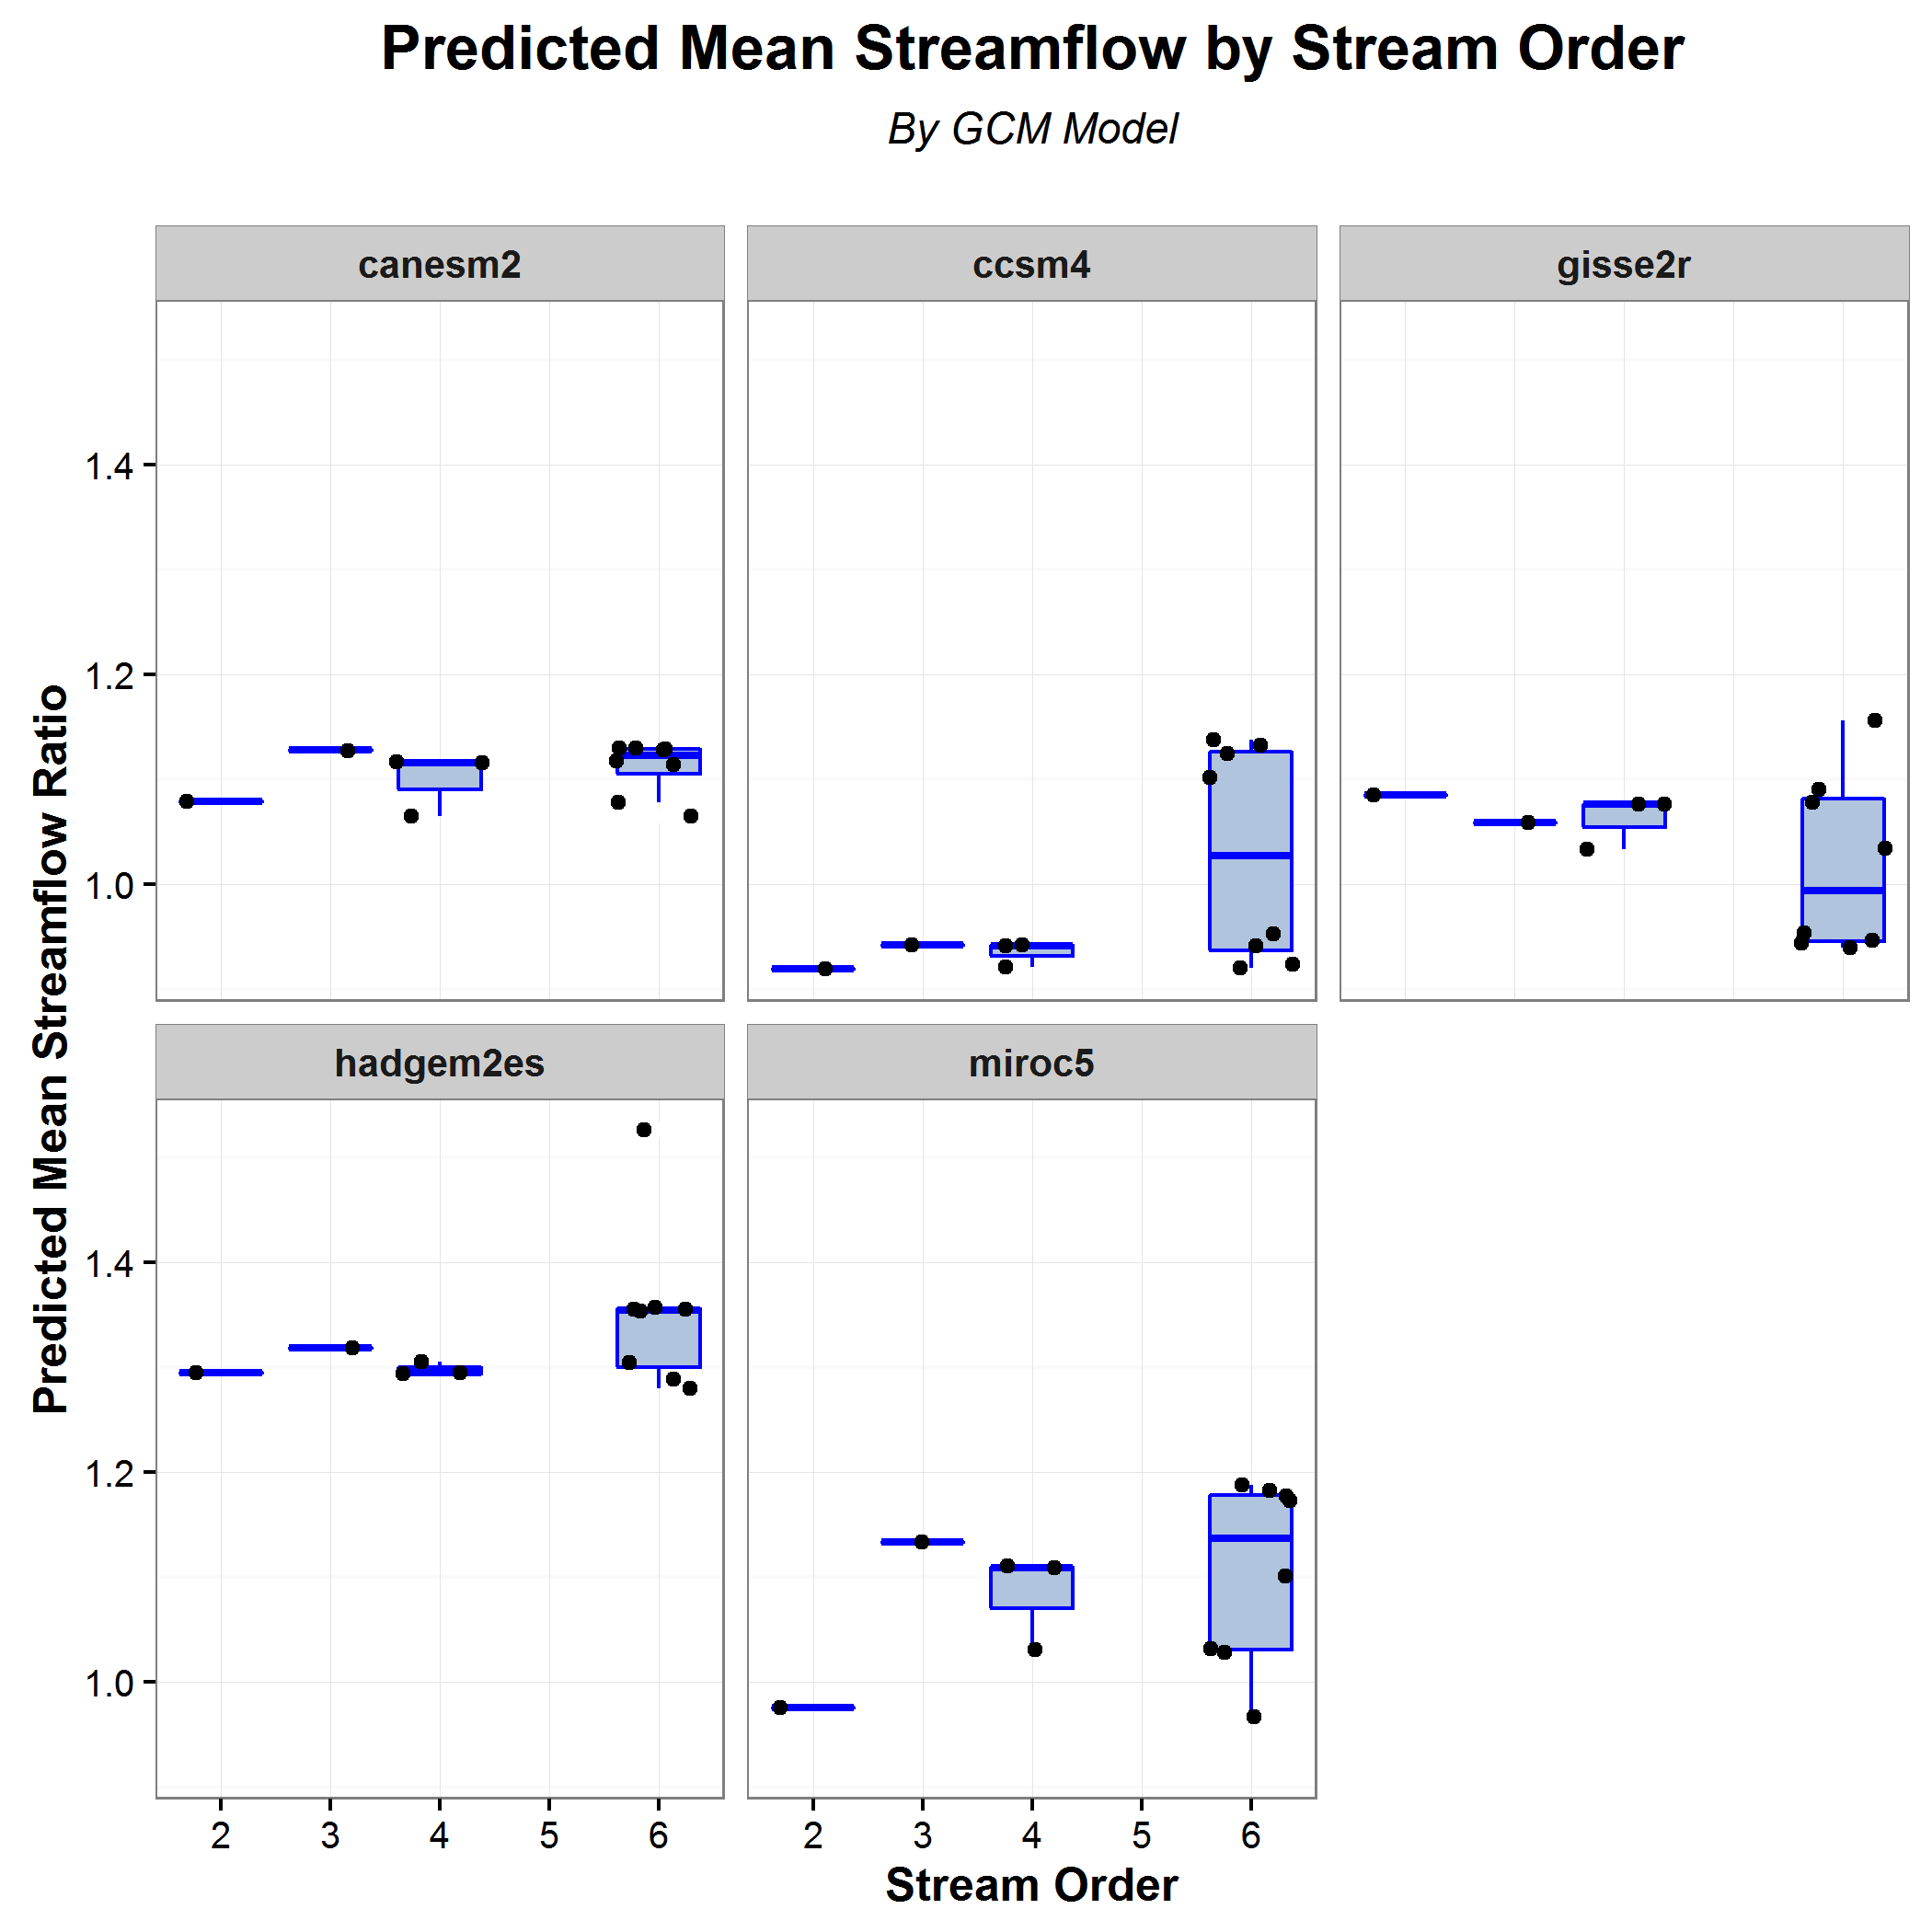 Predicted Mean Streamflow by Stream Order
By GCM Model
canesm2
ccsm4
gisse2r
1.4
1.2
1.0
Predicted Mean Streamflow Ratio
hadgem2es
miroc5
1.4
1.2
1.0
2 3 4 5 6
2 3 4 5 6
Stream Order